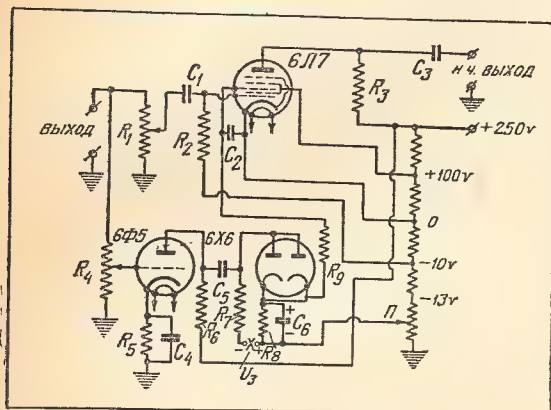 6Л7
C₁
C₃
н.ч. выход
R₃
выход
R₁
R₂
C₂
+250v
+100v
0
6Ф5
6Х6
R₉
-10v
R₄
C₅
-13v
R₇
+
C₆
П
R₅
C₄
R₆
-
- х +
R₈
U₃